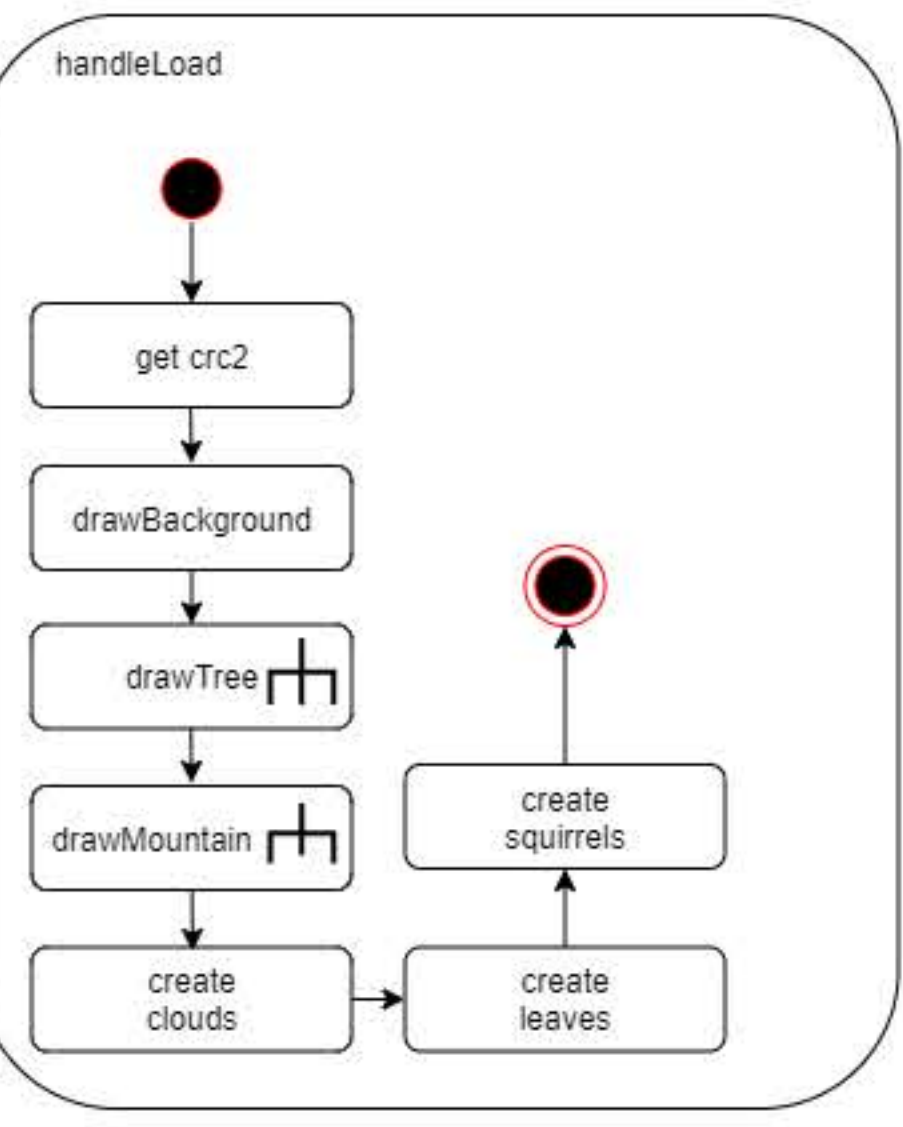 handleLoad
get crc2
drawBackground
drawTree
drawMountain
create
clouds
create
leaves
create
squirrels